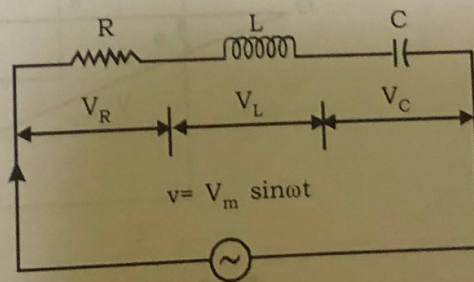 R L C
V_R V_L V_C
v= V_m sinωt
~